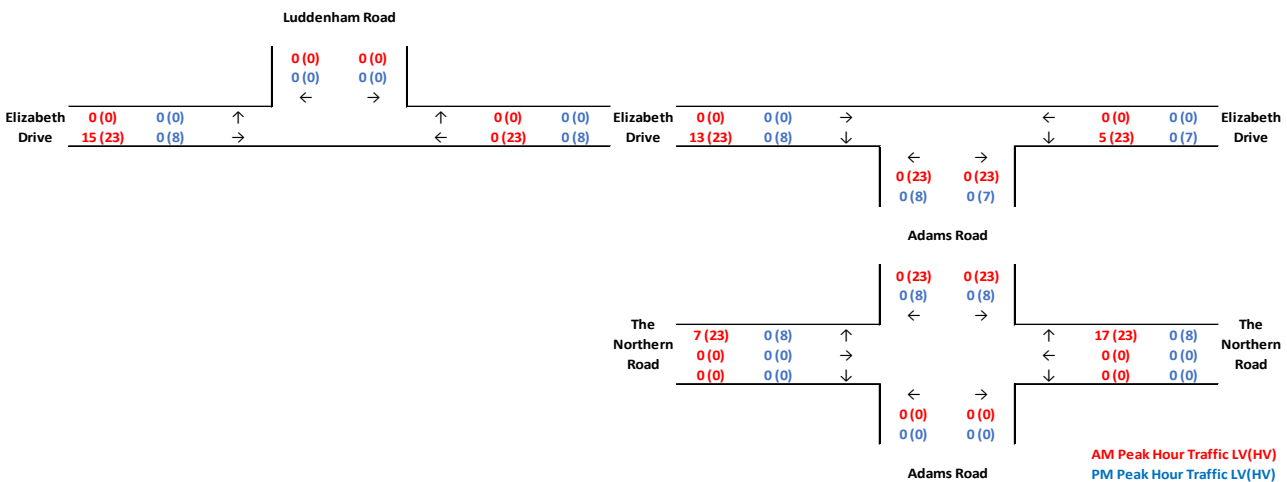 Luddenham Road
0 (0) 0 (0)
0 (0) 0 (0)
← →
Elizabeth 0 (0) 0 (0) ↑ ↑ 0 (0) 0 (0) Elizabeth 0 (0) 0 (0) → ← 0 (0) 0 (0) Elizabeth
Drive 15 (23) 0 (8) → ← 0 (23) 0 (8) Drive 13 (23) 0 (8) ↓ ↓ 5 (23) 0 (7) Drive
← →
0 (23) 0 (23)
0 (8) 0 (7)
Adams Road
0 (23) 0 (23)
0 (8) 0 (8)
← →
The
Northern
Road
7 (23) 0 (8) ↑ ↑ 17 (23) 0 (8)
0 (0) 0 (0) → ← 0 (0) 0 (0)
0 (0) 0 (0) ↓ ↓ 0 (0) 0 (0)
The
Northern
Road
← →
0 (0) 0 (0)
0 (0) 0 (0)
Adams Road
AM Peak Hour Traffic LV(HV)
PM Peak Hour Traffic LV(HV)